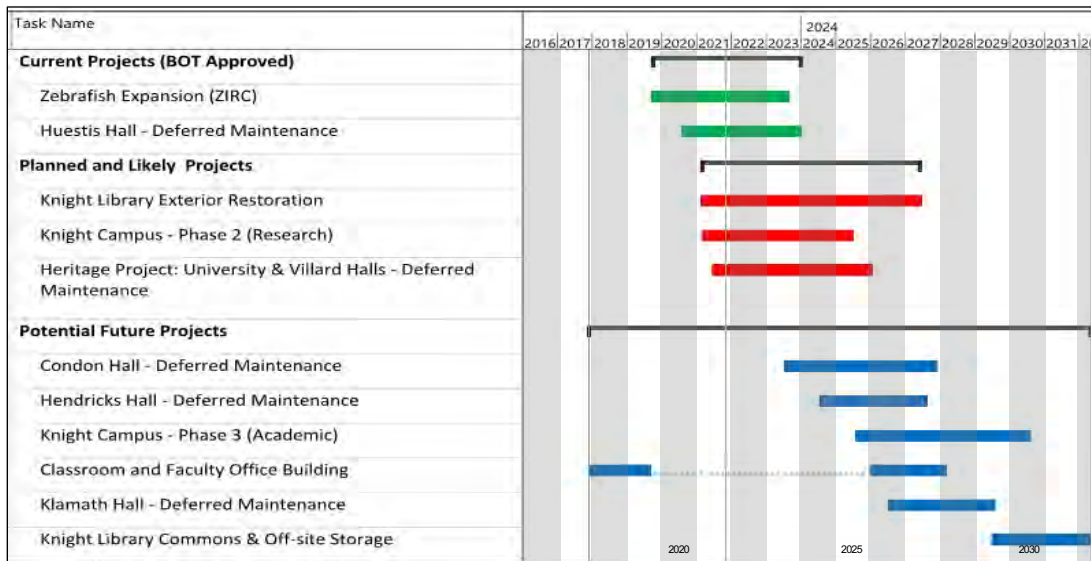 Task Name
2024
2016 2017 2018 2019 2020 2021 2022 2023 2024 2025 2026 2027 2028 2029 2030 2031
Current Projects (BOT Approved)
Zebrafish Expansion (ZIRC)
Huestis Hall - Deferred Maintenance
Planned and Likely Projects
Knight Library Exterior Restoration
Knight Campus - Phase 2 (Research)
Heritage Project: University & Villard Halls - Deferred
Maintenance
Potential Future Projects
Condon Hall - Deferred Maintenance
Hendricks Hall - Deferred Maintenance
Knight Campus - Phase 3 (Academic)
Classroom and Faculty Office Building
Klamath Hall - Deferred Maintenance
Knight Library Commons & Off-site Storage
2020 2025 2030